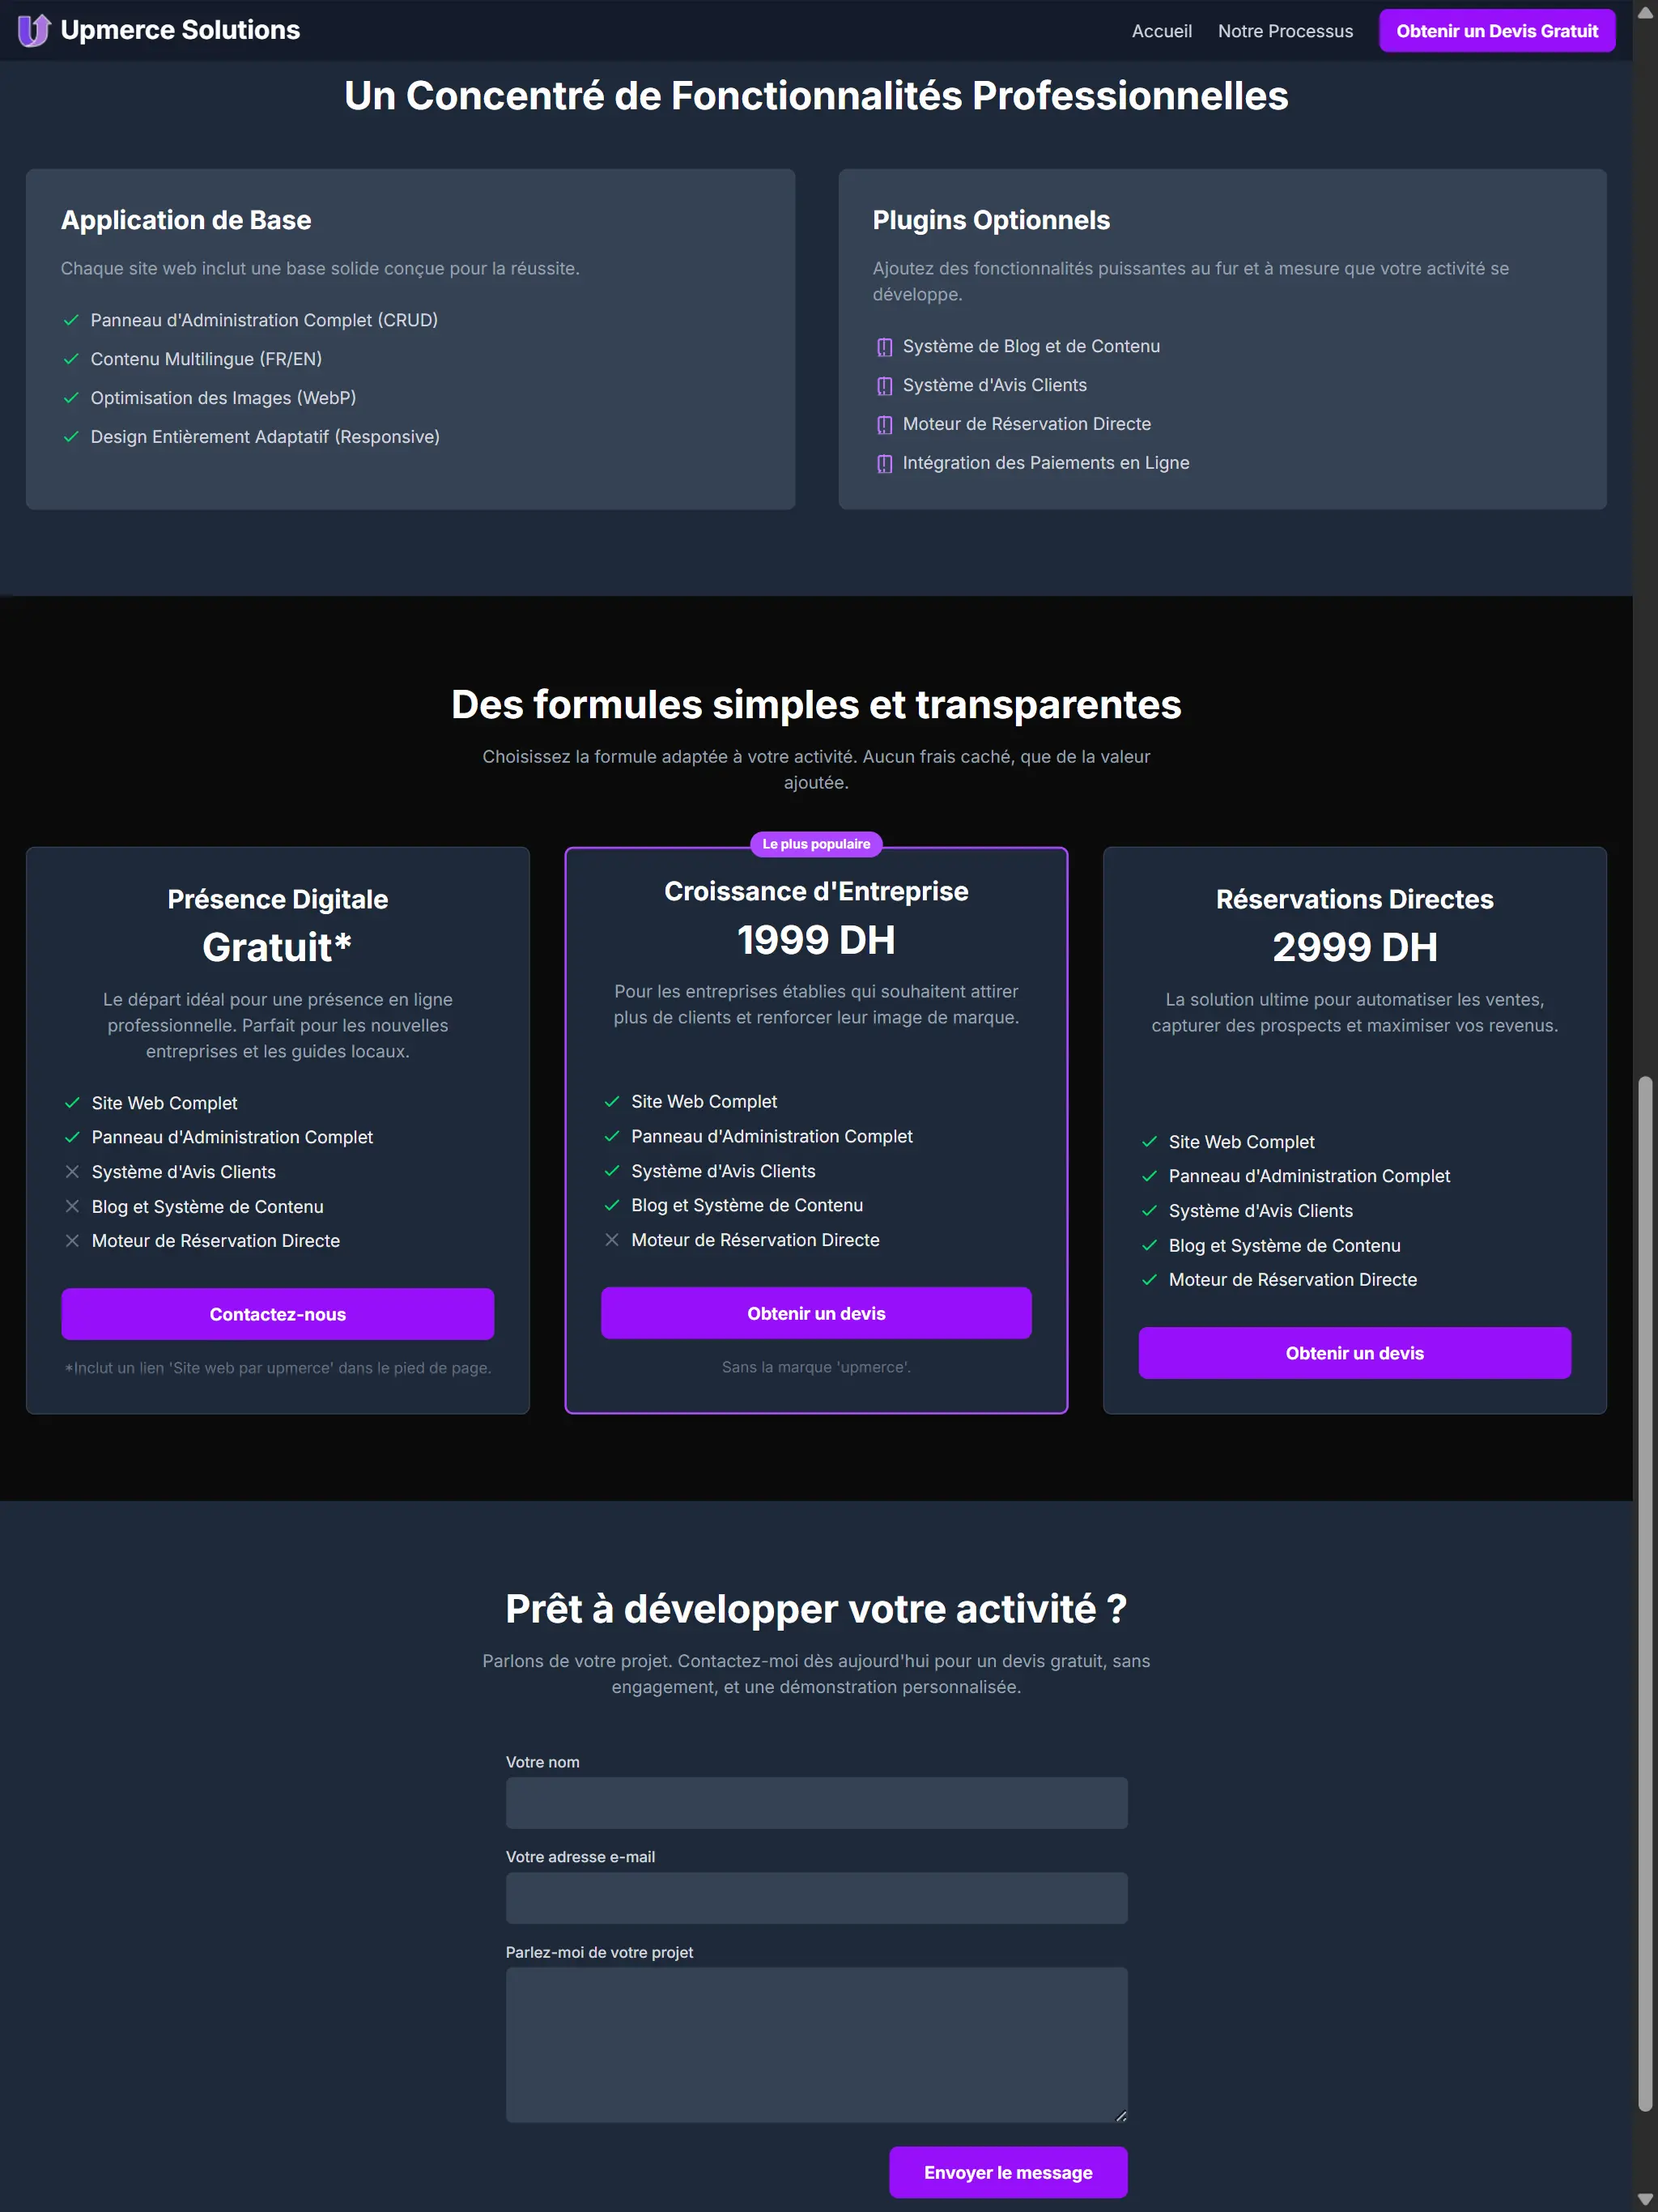 Upmerce Solutions
Accueil
Notre Processus
Obtenir un Devis Gratuit
Un Concentré de Fonctionnalités Professionnelles
Application de Base
Chaque site web inclut une base solide conçue pour la réussite.
Panneau d'Administration Complet (CRUD)
Contenu Multilingue (FR/EN)
Optimisation des Images (WebP)
Design Entièrement Adaptatif (Responsive)
Plugins Optionnels
Ajoutez des fonctionnalités puissantes au fur et à mesure que votre activité se
développe.
Système de Blog et de Contenu
Système d'Avis Clients
Moteur de Réservation Directe
Intégration des Paiements en Ligne
Des formules simples et transparentes
Choisissez la formule adaptée à votre activité. Aucun frais caché, que de la valeur
ajoutée.
Présence Digitale
Gratuit*
Le départ idéal pour une présence en ligne
professionnelle. Parfait pour les nouvelles
entreprises et les guides locaux.
Site Web Complet
Panneau d'Administration Complet
Système d'Avis Clients
Blog et Système de Contenu
Moteur de Réservation Directe
Contactez-nous
*Inclut un lien 'Site web par upmerce' dans le pied de page.
Le plus populaire
Croissance d'Entreprise
1999 DH
Pour les entreprises établies qui souhaitent attirer
plus de clients et renforcer leur image de marque.
Site Web Complet
Panneau d'Administration Complet
Système d'Avis Clients
Blog et Système de Contenu
Moteur de Réservation Directe
Obtenir un devis
Sans la marque 'upmerce'.
Réservations Directes
2999 DH
La solution ultime pour automatiser les ventes,
capturer des prospects et maximiser vos revenus.
Site Web Complet
Panneau d'Administration Complet
Système d'Avis Clients
Blog et Système de Contenu
Moteur de Réservation Directe
Obtenir un devis
Prêt à développer votre activité ?
Parlons de votre projet. Contactez-moi dès aujourd'hui pour un devis gratuit, sans
engagement, et une démonstration personnalisée.
Votre nom
Votre adresse e-mail
Parlez-moi de votre projet
Envoyer le message